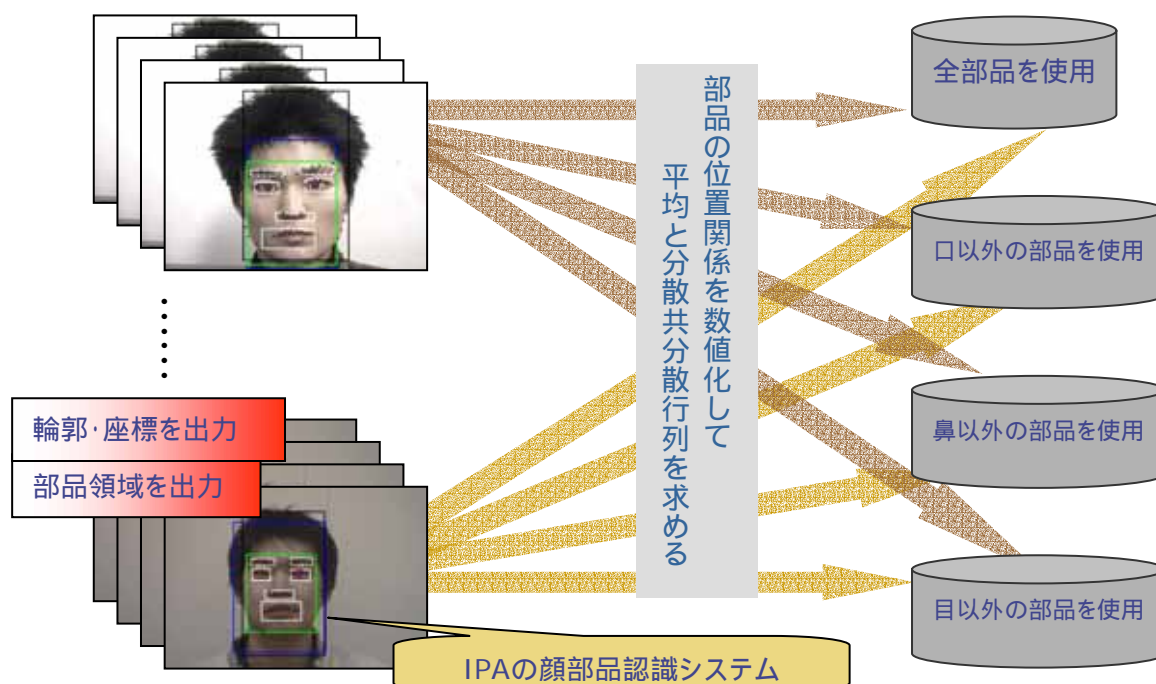 全部品を使用
部品の位置関係を数値化して
平均と分散共分散行列を求める
口以外の部品を使用
輪郭･座標を出力
部品領域を出力
鼻以外の部品を使用
目以外の部品を使用
IPAの顔部品認識システム